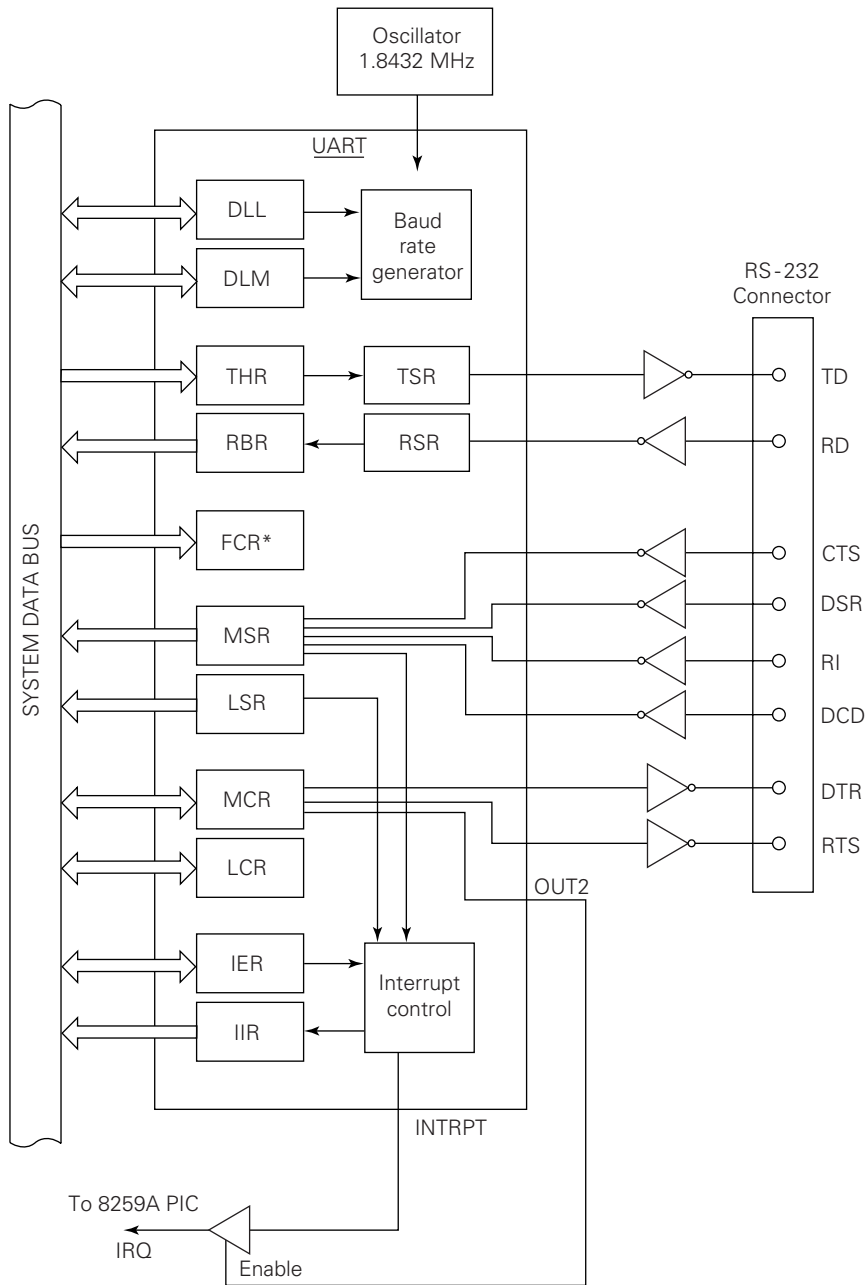 Oscillator
1.8432 MHz
UART
SYSTEM DATA BUS
DLL
DLM
Baud
rate
generator
RS-232
Connector
THR
TSR
TD
RBR
RSR
RD
FCR*
CTS
MSR
DSR
RI
LSR
DCD
MCR
DTR
LCR
RTS
OUT2
IER
Interrupt
control
IIR
INTRPT
To 8259A PIC
IRQ
Enable